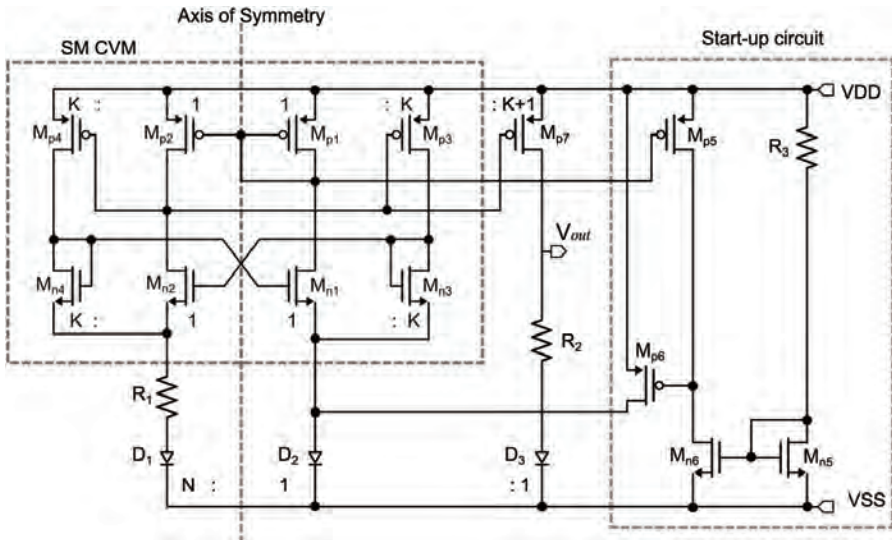 Axis of Symmetry
SM CVM
Start-up circuit
K : 1 1 : K : K+1
VDD
Mp4 Mp2 Mp1 Mp3 Mp7 Mp5
R3
Vout
Mn4 Mn2 Mn1 Mn3
K : 1 1 : K
R2
Mp6
R1
D1 D2 D3
Mn6 Mn5
N : 1 : 1
VSS